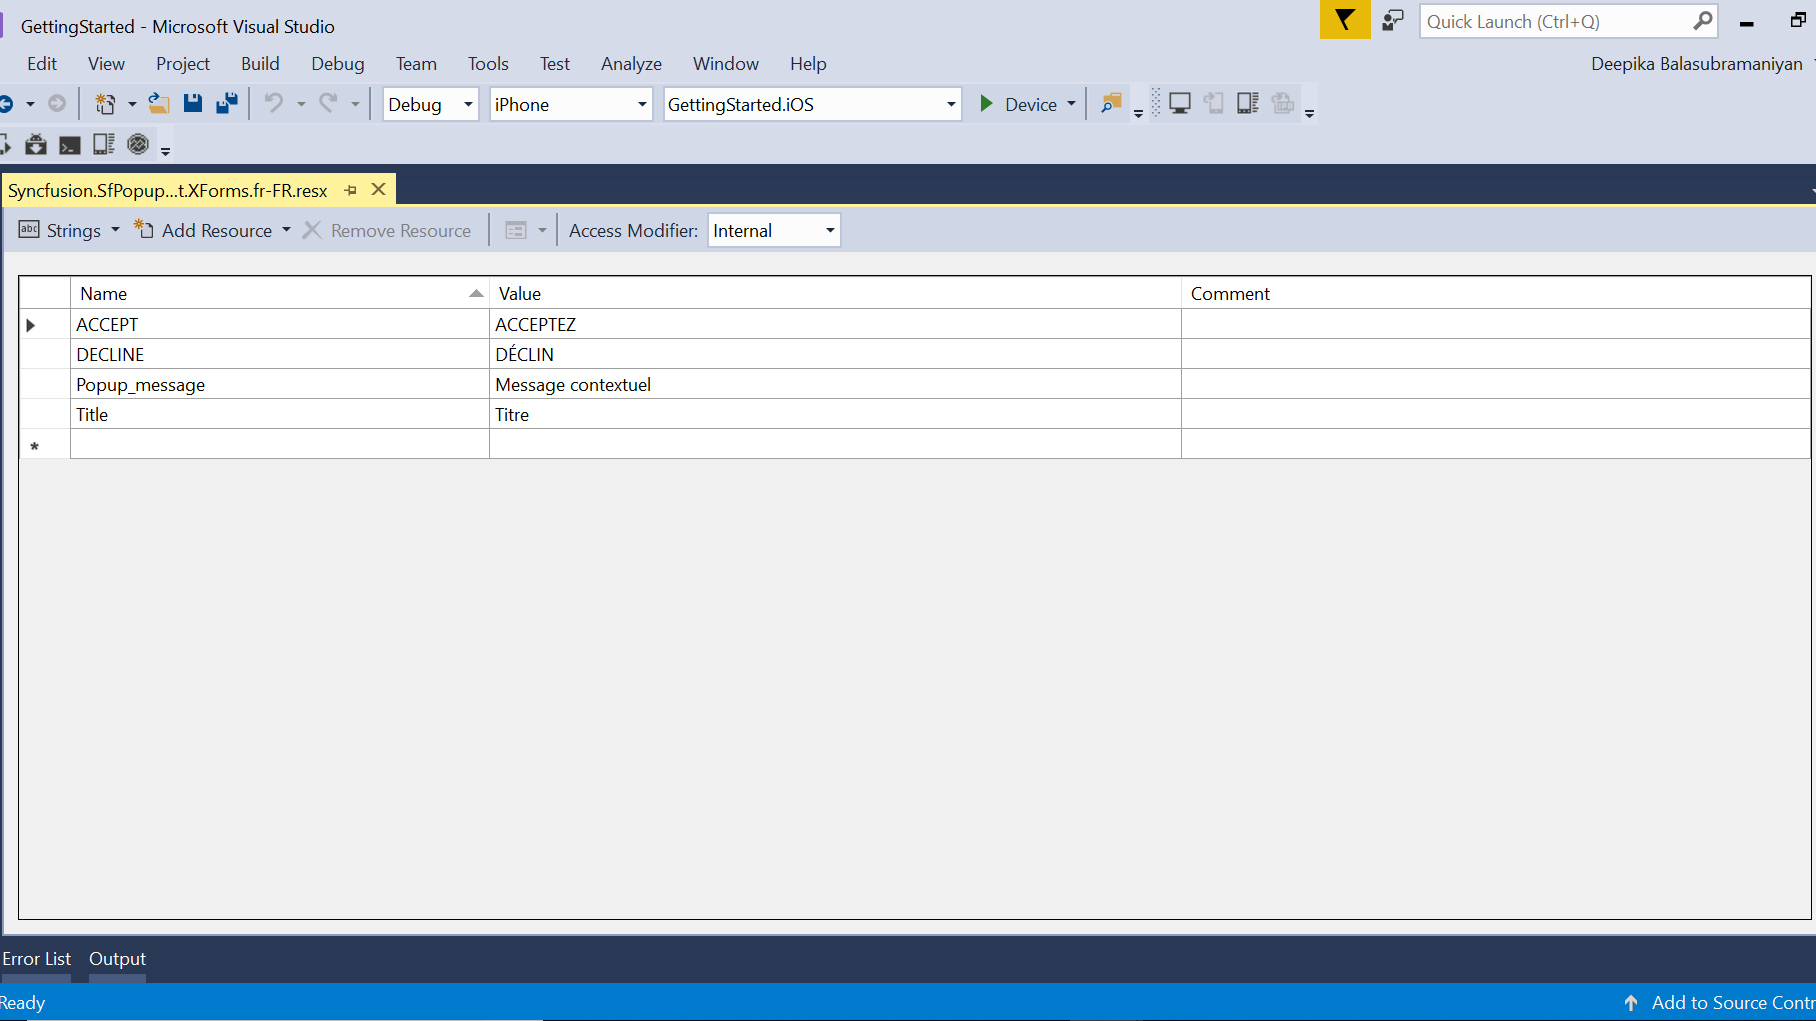 GettingStarted - Microsoft Visual Studio
Quick Launch (Ctrl+Q)
Edit View Project Build Debug Team Tools Test Analyze Window Help
Deepika Balasubramaniyan
Debug iPhone GettingStarted.iOS Device
Syncfusion.SfPopup...t.XForms.fr-FR.resx
abc Strings Add Resource Remove Resource Access Modifier: Internal
Name Value Comment
ACCEPT ACCEPTEZ
DECLINE DÉCLIN
Popup_message Message contextuel
Title Titre
*
Error List Output
Ready Add to Source Contr